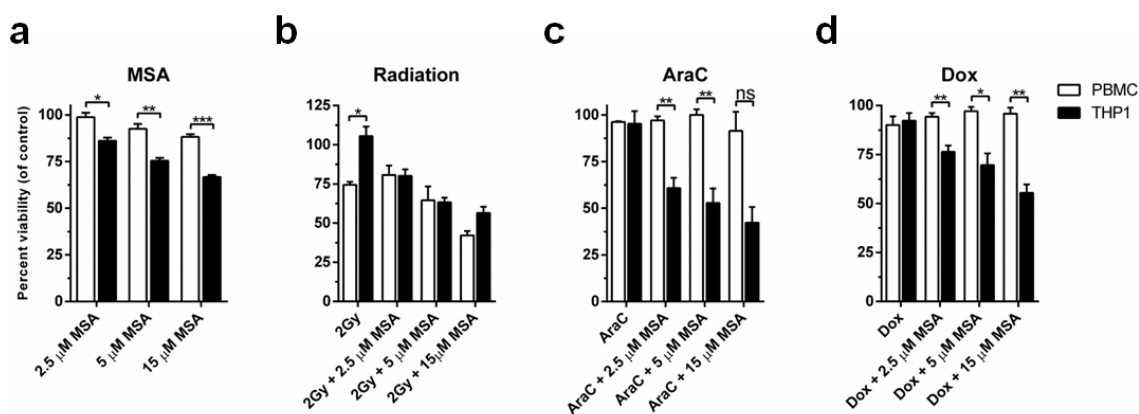 a
MSA
Percent viability (of control)
100
75
50
25
0
*
**
***
2.5 μM MSA
5 μM MSA
15 μM MSA
b
Radiation
125
100
75
50
25
0
*
2Gy
2Gy + 2.5 μM MSA
2Gy + 5 μM MSA
2Gy + 15μM MSA
c
AraC
100
75
50
25
0
**
**
ns
AraC
AraC + 2.5 μM MSA
AraC + 5 μM MSA
AraC + 15 μM MSA
d
Dox
100
75
50
25
0
**
*
**
Dox
Dox + 2.5 μM MSA
Dox + 5 μM MSA
Dox + 15 μM MSA
PBMC
THP1